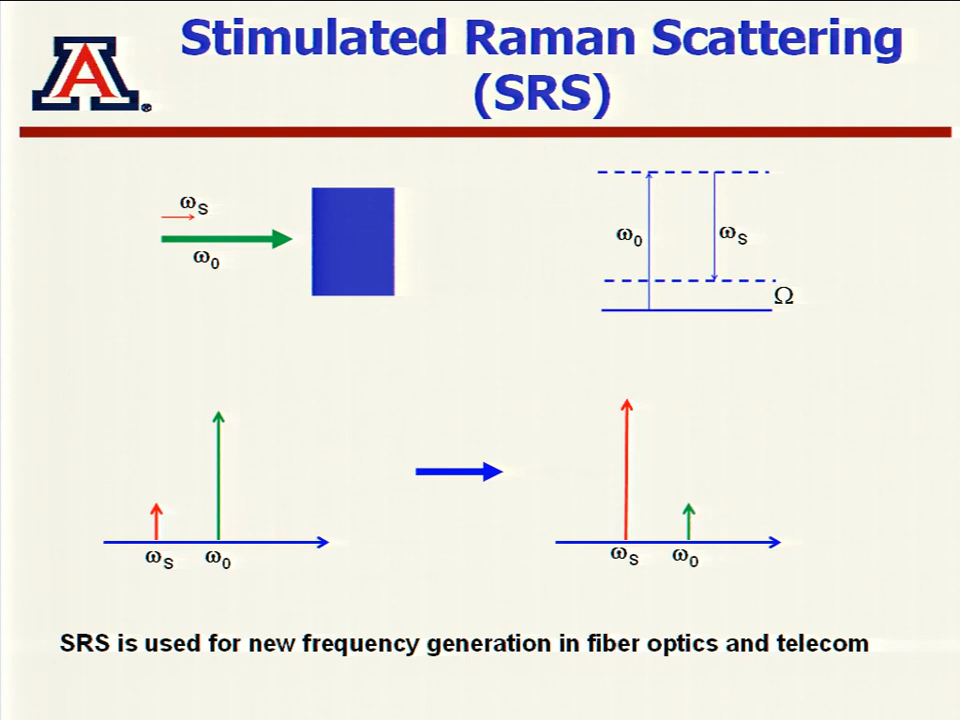 Stimulated Raman Scattering
(SRS)
A
®
ωS
ω0
ω0
ωS
Ω
ωS
ω0
ωS
ω0
SRS is used for new frequency generation in fiber optics and telecom